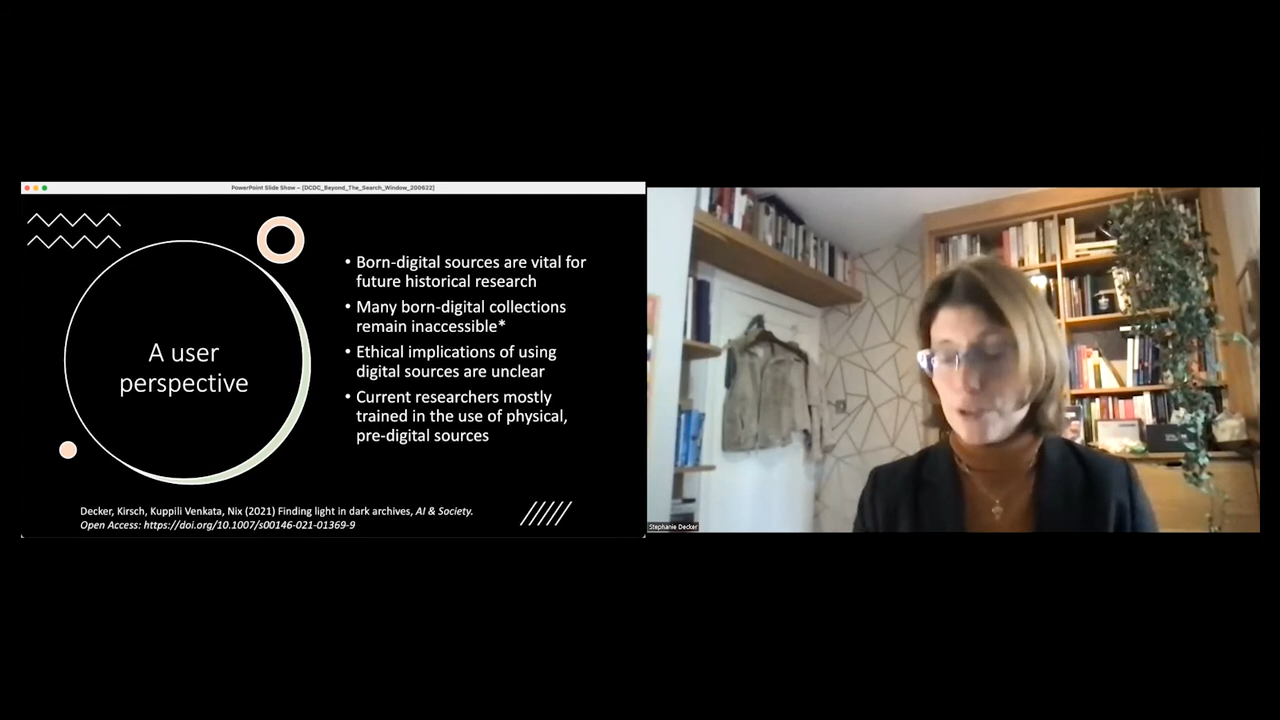 PowerPoint Slide Show – [DCDC_Beyond_The_Search_Window_200622]
A user
perspective
• Born-digital sources are vital for
future historical research
• Many born-digital collections
remain inaccessible*
• Ethical implications of using
digital sources are unclear
• Current researchers mostly
trained in the use of physical,
pre-digital sources
Decker, Kirsch, Kuppili Venkata, Nix (2021) Finding light in dark archives, AI & Society.
Open Access: https://doi.org/10.1007/s00146-021-01369-9
Stephanie Decker